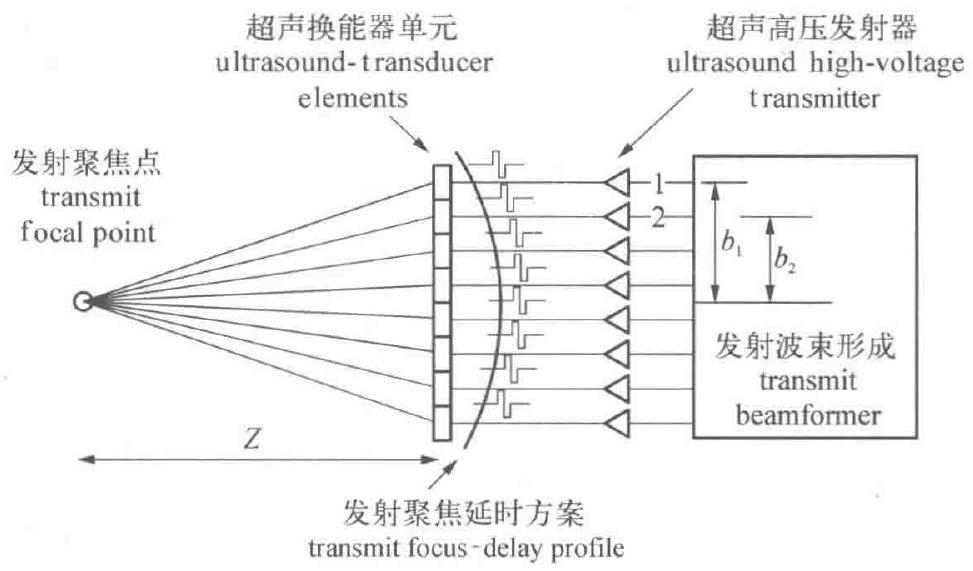 超声换能器单元
ultrasound-transducer
elements
超声高压发射器
ultrasound high-voltage
transmitter
发射聚焦点
transmit
focal point
1
2
b₁
b₂
发射波束形成
transmit
beamformer
Z
发射聚焦延时方案
transmit focus-delay profile